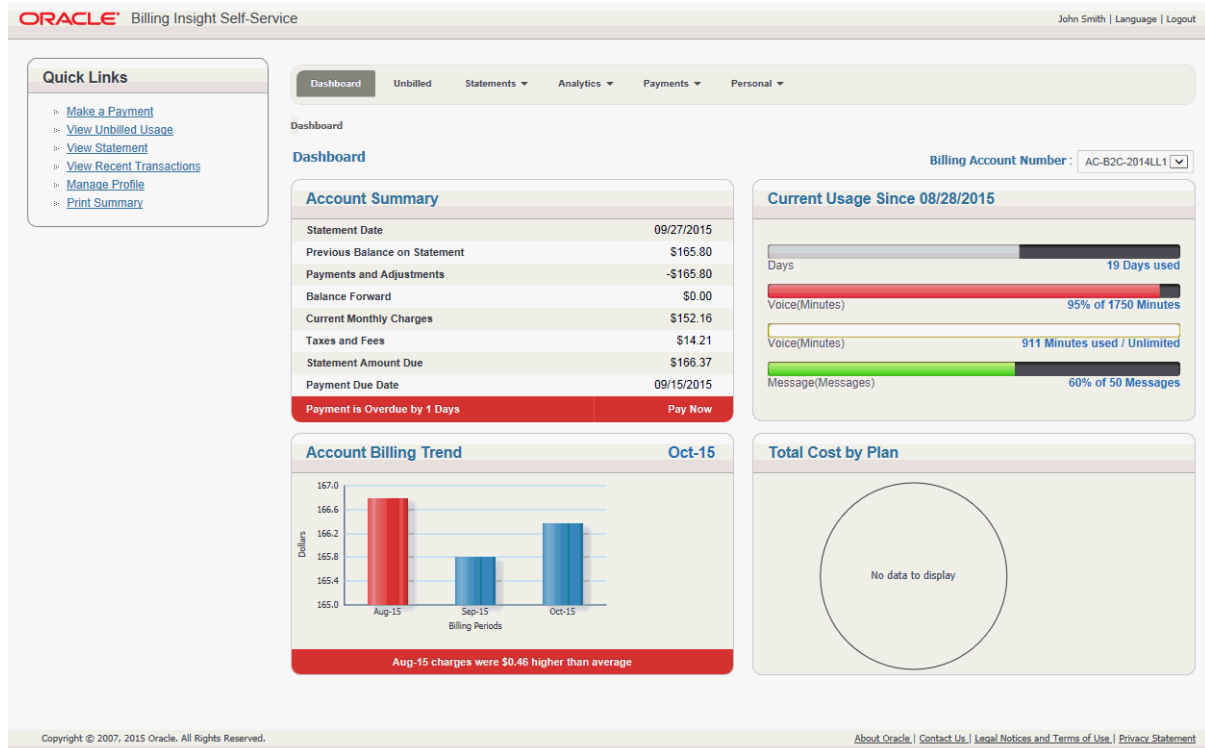 ORACLE® Billing Insight Self-Service
John Smith | Language | Logout
Quick Links
Make a Payment
View Unbilled Usage
View Statement
View Recent Transactions
Manage Profile
Print Summary
Dashboard Unbilled Statements Analytics Payments Personal
Dashboard
Dashboard
Billing Account Number : AC-B2C-2014LL1
Account Summary
Statement Date 09/27/2015
Previous Balance on Statement $165.80
Payments and Adjustments -$165.80
Balance Forward $0.00
Current Monthly Charges $152.16
Taxes and Fees $14.21
Statement Amount Due $166.37
Payment Due Date 09/15/2015
Payment is Overdue by 1 Days Pay Now
Current Usage Since 08/28/2015
Days 19 Days used
Voice(Minutes) 95% of 1750 Minutes
Voice(Minutes) 911 Minutes used / Unlimited
Message(Messages) 60% of 50 Messages
Account Billing Trend Oct-15
167.0
166.6
166.2
165.8
165.4
165.0
Dollars
Aug-15 Sep-15 Oct-15
Billing Periods
Aug-15 charges were $0.46 higher than average
Total Cost by Plan
No data to display
Copyright © 2007, 2015 Oracle. All Rights Reserved.
About Oracle | Contact Us | Legal Notices and Terms of Use | Privacy Statement